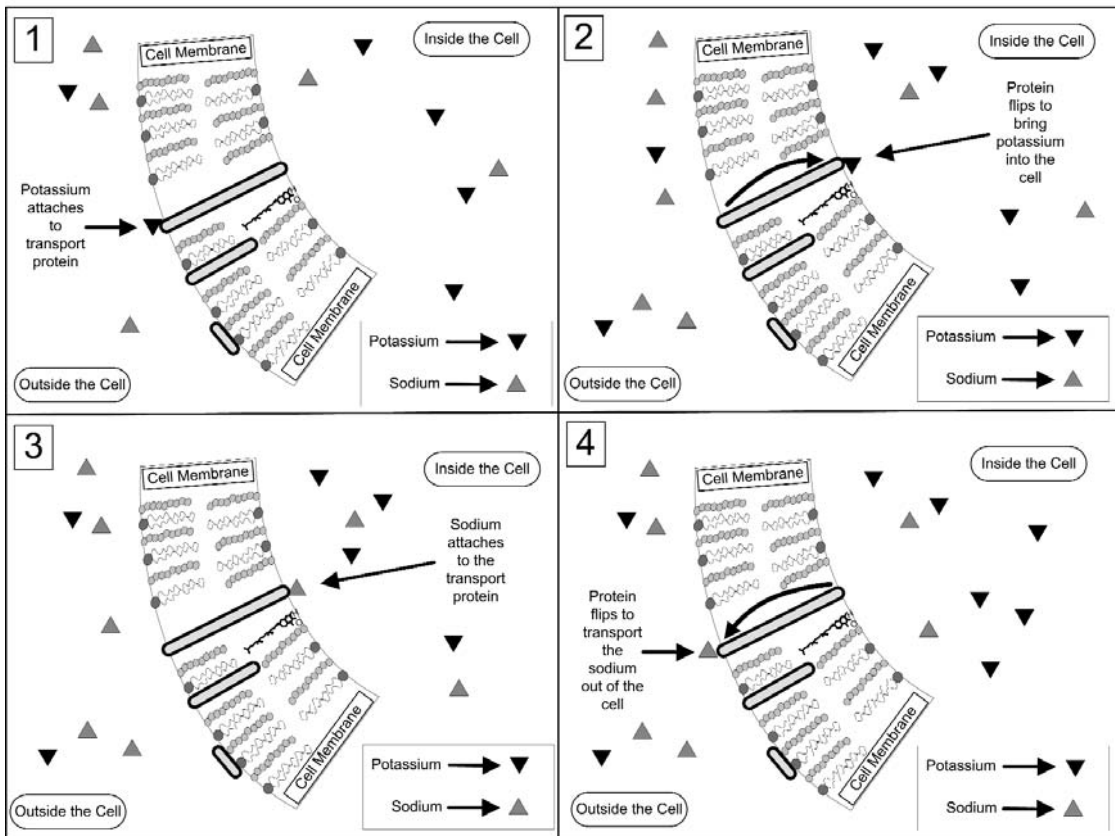 1
Cell Membrane
Inside the Cell
Potassium
attaches
to
transport
protein
Cell Membrane
Potassium
Sodium
Outside the Cell
2
Cell Membrane
Inside the Cell
Protein
flips to
bring
potassium
into the
cell
Cell Membrane
Potassium
Sodium
Outside the Cell
3
Cell Membrane
Inside the Cell
Sodium
attaches
to the
transport
protein
Cell Membrane
Potassium
Sodium
Outside the Cell
4
Cell Membrane
Inside the Cell
Protein
flips to
transport
the
sodium
out of the
cell
Cell Membrane
Potassium
Sodium
Outside the Cell